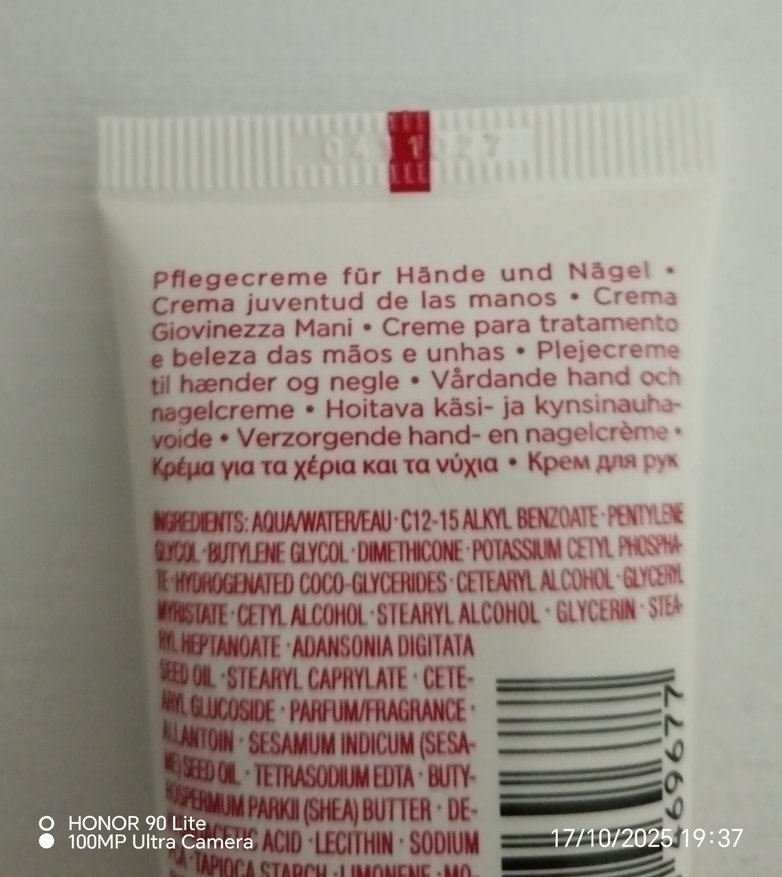 Pflegecreme für Hände und Nägel •
Crema juventud de las manos • Crema
Giovinezza Mani • Creme para tratamento
e beleza das mãos e unhas • Plejecreme
til hænder og negle • Vårdande hand och
nagelcreme • Hoitava käsi- ja kynsinauha-
voide • Verzorgende hand- en nagelcrème •
Κρέμα για τα χέρια και τα νύχια • Крем для рук
INGREDIENTS: AQUA/WATER/EAU · C12-15 ALKYL BENZOATE · PENTYLENE
GLYCOL · BUTYLENE GLYCOL · DIMETHICONE · POTASSIUM CETYL PHOSPHA-
TE · HYDROGENATED COCO-GLYCERIDES · CETEARYL ALCOHOL · GLYCERYL
MYRISTATE · CETYL ALCOHOL · STEARYL ALCOHOL · GLYCERIN · STEA-
RYL HEPTANOATE · ADANSONIA DIGITATA
SEED OIL · STEARYL CAPRYLATE · CETE-
ARYL GLUCOSIDE · PARFUM/FRAGRANCE ·
ALLANTOIN · SESAMUM INDICUM (SESA-
ME) SEED OIL · TETRASODIUM EDTA · BUTY-
ROSPERMUM PARKII (SHEA) BUTTER · DE-
ACID · LECITHIN · SODIUM
· TAPIOCA STARCH · LIMONENE · MO-
69677
HONOR 90 Lite
100MP Ultra Camera
17/10/2025 19:37